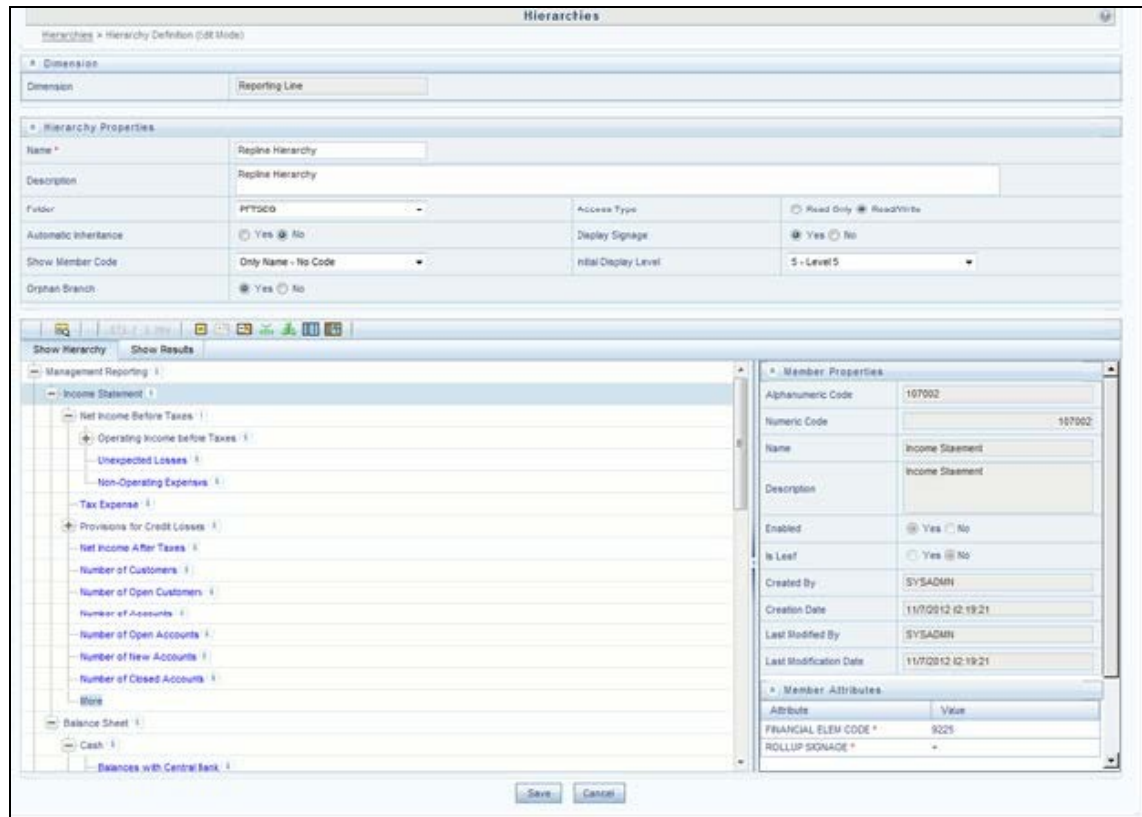 Hierarchies
Hierarchies > Hierarchy Definition (Edit Mode)
Dimension
Dimension Reporting Line
Hierarchy Properties
Name * Repline Hierarchy
Description Repline Hierarchy
Folder PFTSEG Access Type Read Only Read/Write
Automatic Inheritance Yes No Display Signage Yes No
Show Member Code Only Name - No Code Initial Display Level 5 - Level 5
Orphan Branch Yes No
Show Hierarchy Show Results
Management Reporting
Income Statement
Net Income Before Taxes
Operating Income before Taxes
Unexpected Losses
Non-Operating Expenses
Tax Expense
Provisions for Credit Losses
Net Income After Taxes
Number of Customers
Number of Open Customers
Number of Accounts
Number of Open Accounts
Number of New Accounts
Number of Closed Accounts
More
Balance Sheet
Cash
Balances with Central Bank
Member Properties
Alphanumeric Code 107002
Numeric Code 107002
Name Income Staement
Description Income Staement
Enabled Yes No
Is Leaf Yes No
Created By SYSADMN
Creation Date 11/7/2012 12:19:21
Last Modified By SYSADMN
Last Modification Date 11/7/2012 12:19:21
Member Attributes
Attribute Value
FINANCIAL ELEM CODE * 9225
ROLLUP SIGNAGE * +
Save Cancel